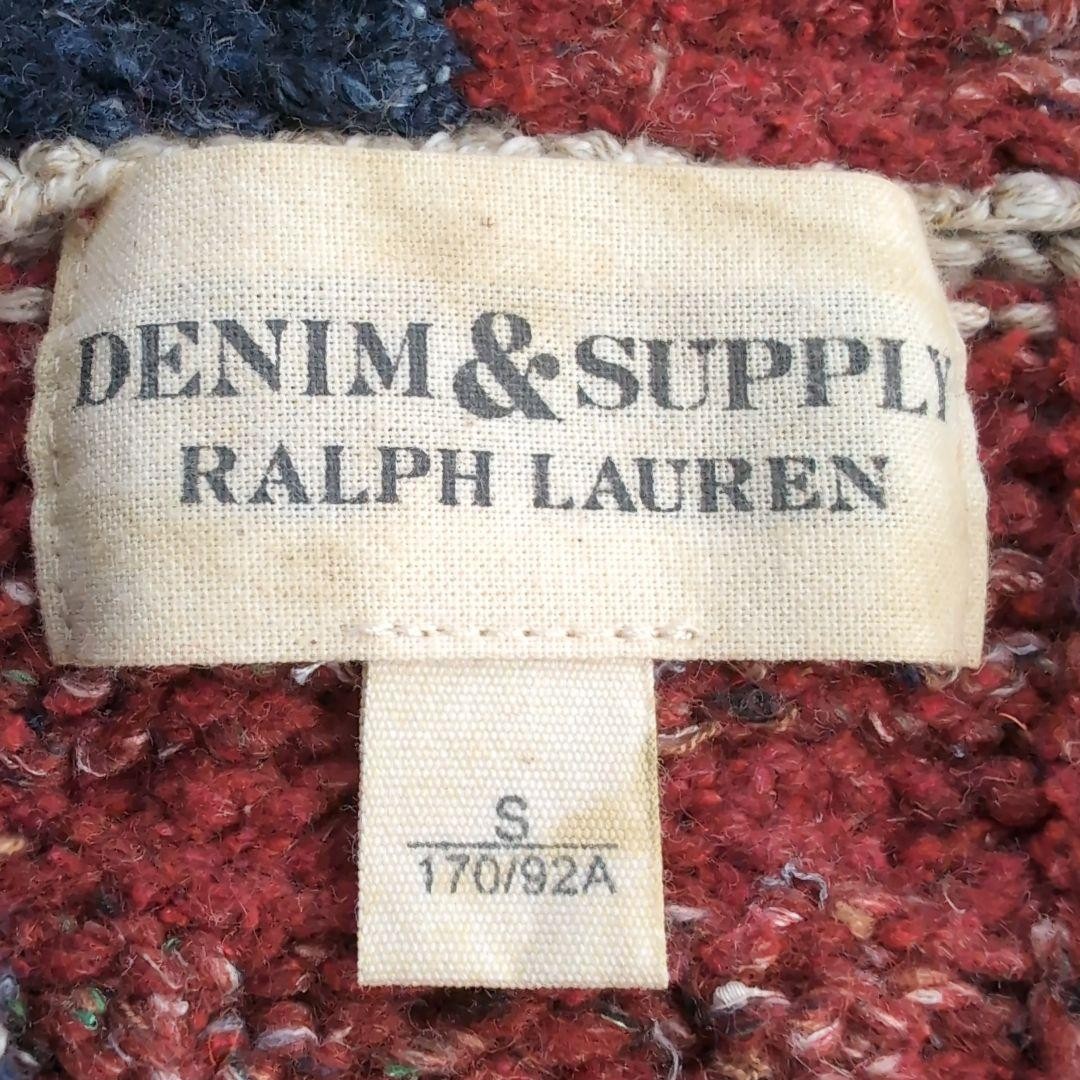 DENIM & SUPPLY
RALPH LAUREN
S
170/92A